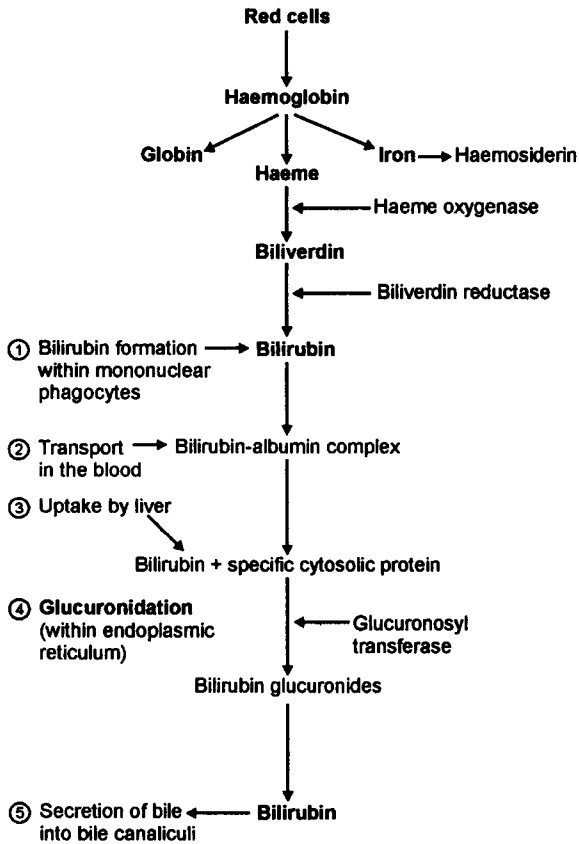 Red cells
Haemoglobin
Globin
Iron
Haemosiderin
Haeme
Haeme oxygenase
Biliverdin
Biliverdin reductase
① Bilirubin formation
within mononuclear
phagocytes
Bilirubin
② Transport
in the blood
Bilirubin-albumin complex
③ Uptake by liver
Bilirubin + specific cytosolic protein
④ Glucuronidation
(within endoplasmic
reticulum)
Glucuronosyl
transferase
Bilirubin glucuronides
⑤ Secretion of bile
into bile canaliculi
Bilirubin